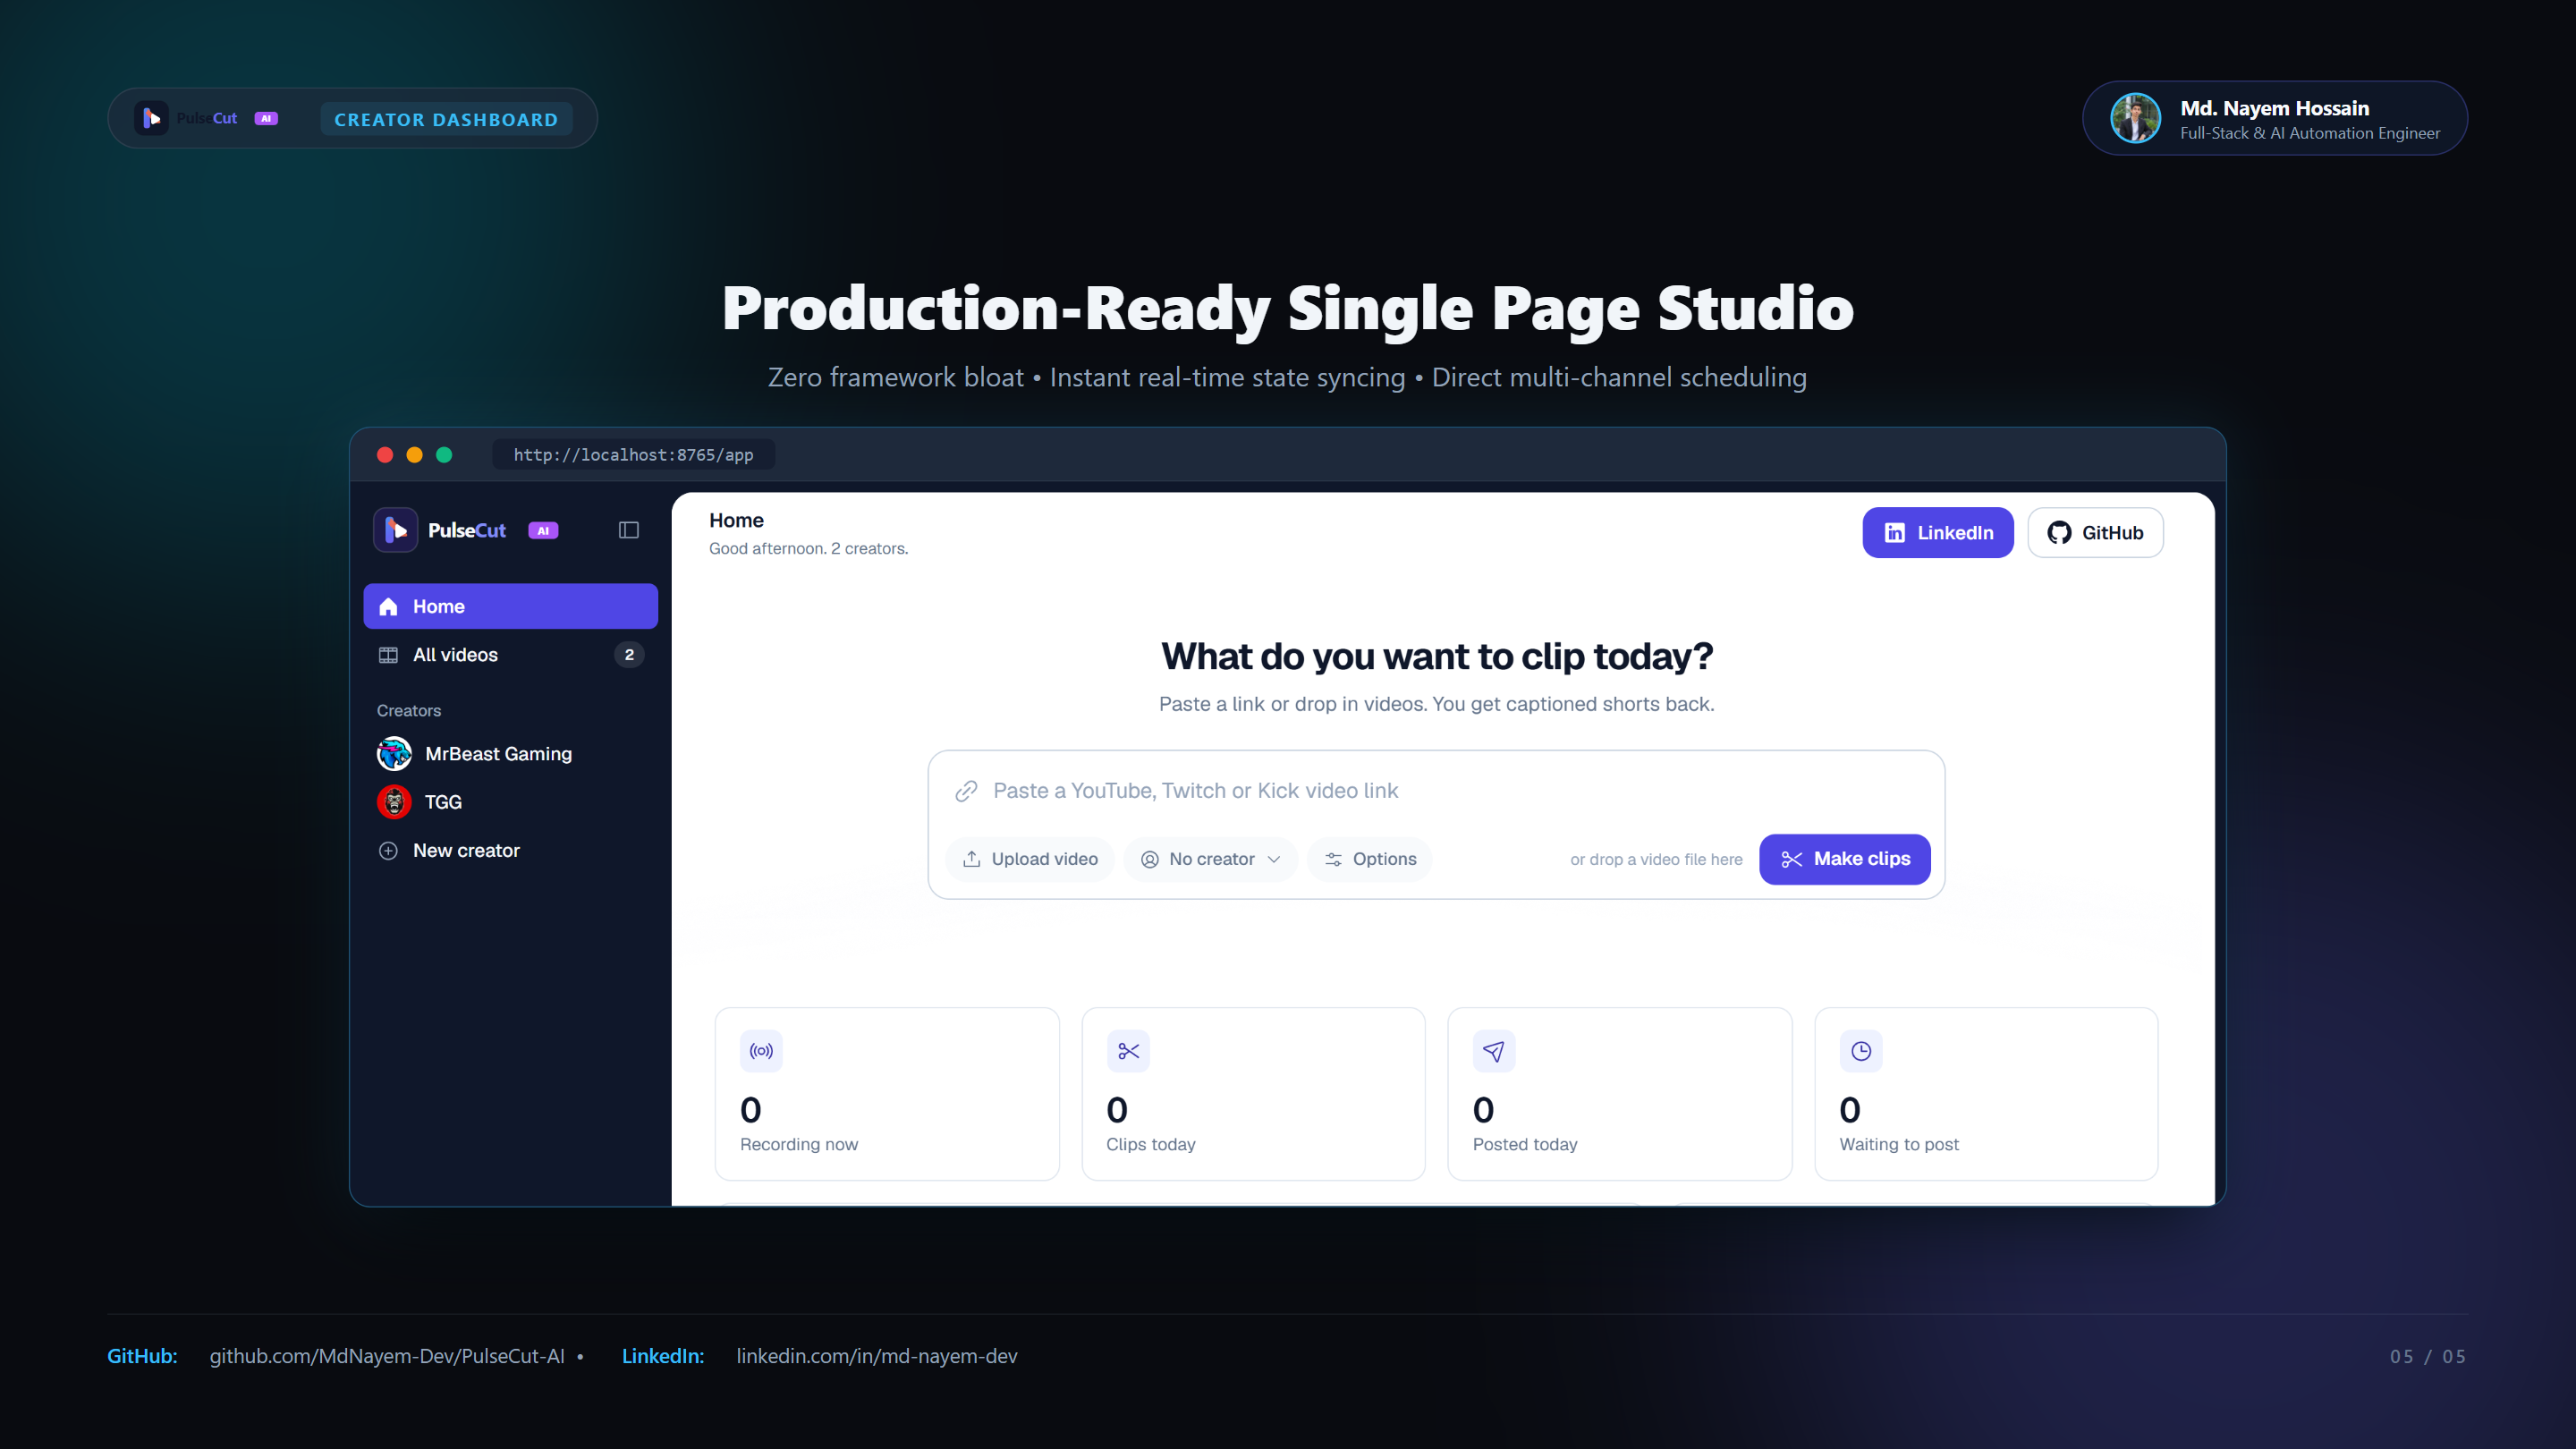 PulseCut AI CREATOR DASHBOARD
Md. Nayem Hossain
Full-Stack & AI Automation Engineer
Production-Ready Single Page Studio
Zero framework bloat • Instant real-time state syncing • Direct multi-channel scheduling
http://localhost:8765/app
PulseCut AI
Home
All videos 2
Creators
MrBeast Gaming
TGG
New creator
Home
Good afternoon. 2 creators.
LinkedIn GitHub
What do you want to clip today?
Paste a link or drop in videos. You get captioned shorts back.
Paste a YouTube, Twitch or Kick video link
Upload video No creator Options or drop a video file here Make clips
0
Recording now
0
Clips today
0
Posted today
0
Waiting to post
GitHub: github.com/MdNayem-Dev/PulseCut-AI • LinkedIn: linkedin.com/in/md-nayem-dev
05 / 05